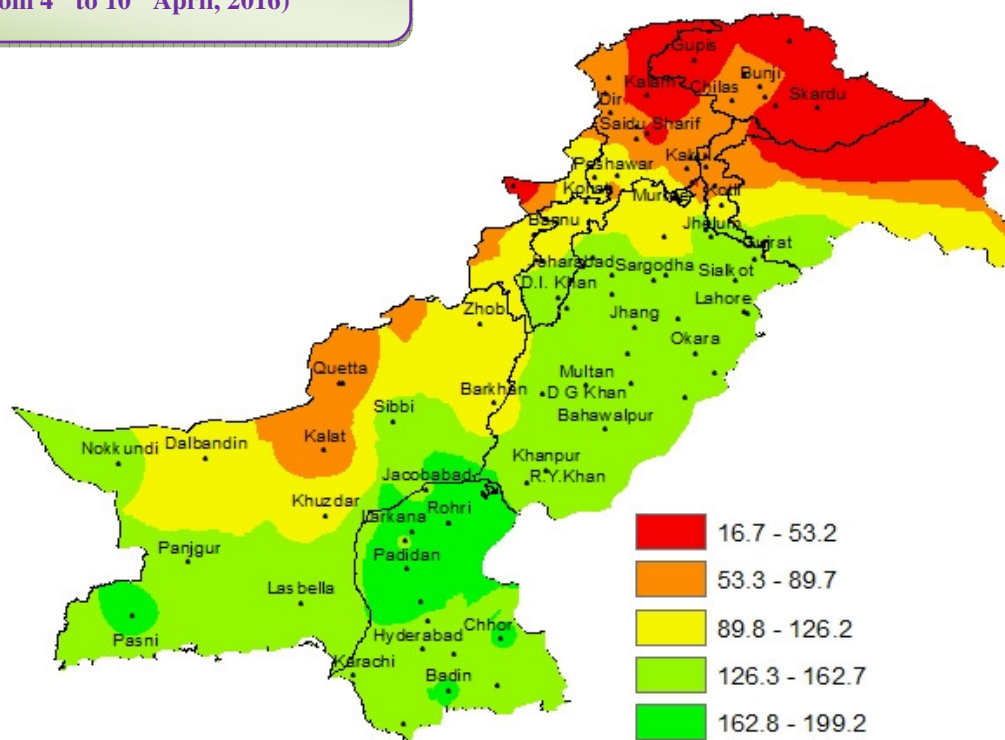 om 4 to 10 April, 2016)
Gupis
Kalam
Chilas
Bunji
Skardu
Dir
Saidu Sharif
Peshawar
Kakul
Kohat
Murree
Kotli
Bannu
Jhelum
Gujrat
Sargodha
Sialkot
D.I. Khan
Lahore
Zhob
Jhang
Okara
Quetta
Multan
Barkhan
D G Khan
Sibbi
Bahawalpur
Nokkundi
Dalbandin
Kalat
Khanpur
Jacobabad
R.Y.Khan
Khuzdar
Larkana
Rohri
16.7 - 53.2
Panjgur
Padidan
53.3 - 89.7
Lasbella
Pasni
Hyderabad
Chhor
89.8 - 126.2
Karachi
Badin
126.3 - 162.7
162.8 - 199.2